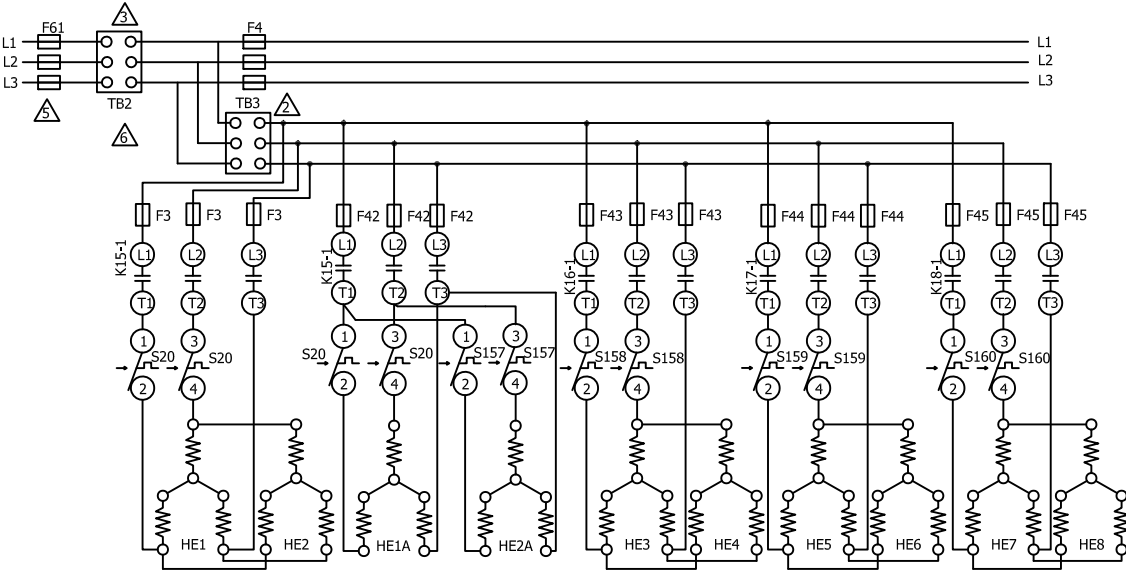 3
F61
F4
L1
L1
L2
L2
L3
L3
TB2
TB3
2
5
6
F3
F3
F3
F42
F42
F42
F43
F43
F43
F44
F44
F44
F45
F45
F45
K15-1
L1
L2
L3
K15-1
L1
L2
L3
K16-1
L1
L2
L3
K17-1
L1
L2
L3
K18-1
L1
L2
L3
T1
T2
T3
T1
T2
T3
T1
T2
T3
T1
T2
T3
T1
T2
T3
1
3
1
3
1
3
1
3
1
3
1
3
S20
S20
S20
S20
S157
S157
S158
S158
S159
S159
S160
S160
2
4
2
4
2
4
2
4
2
4
2
4
HE1
HE2
HE1A
HE2A
HE3
HE4
HE5
HE6
HE7
HE8